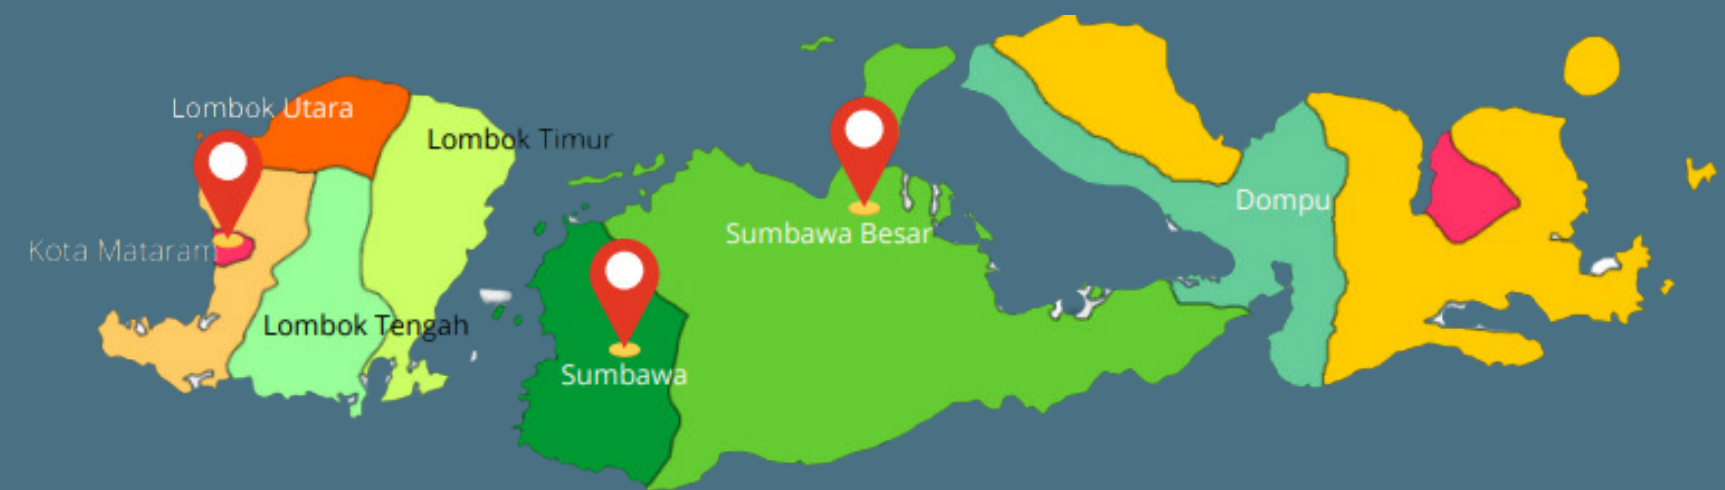 Lombok Utara
Lombok Timur
Kota Mataram
Lombok Tengah
Sumbawa
Sumbawa Besar
Dompu